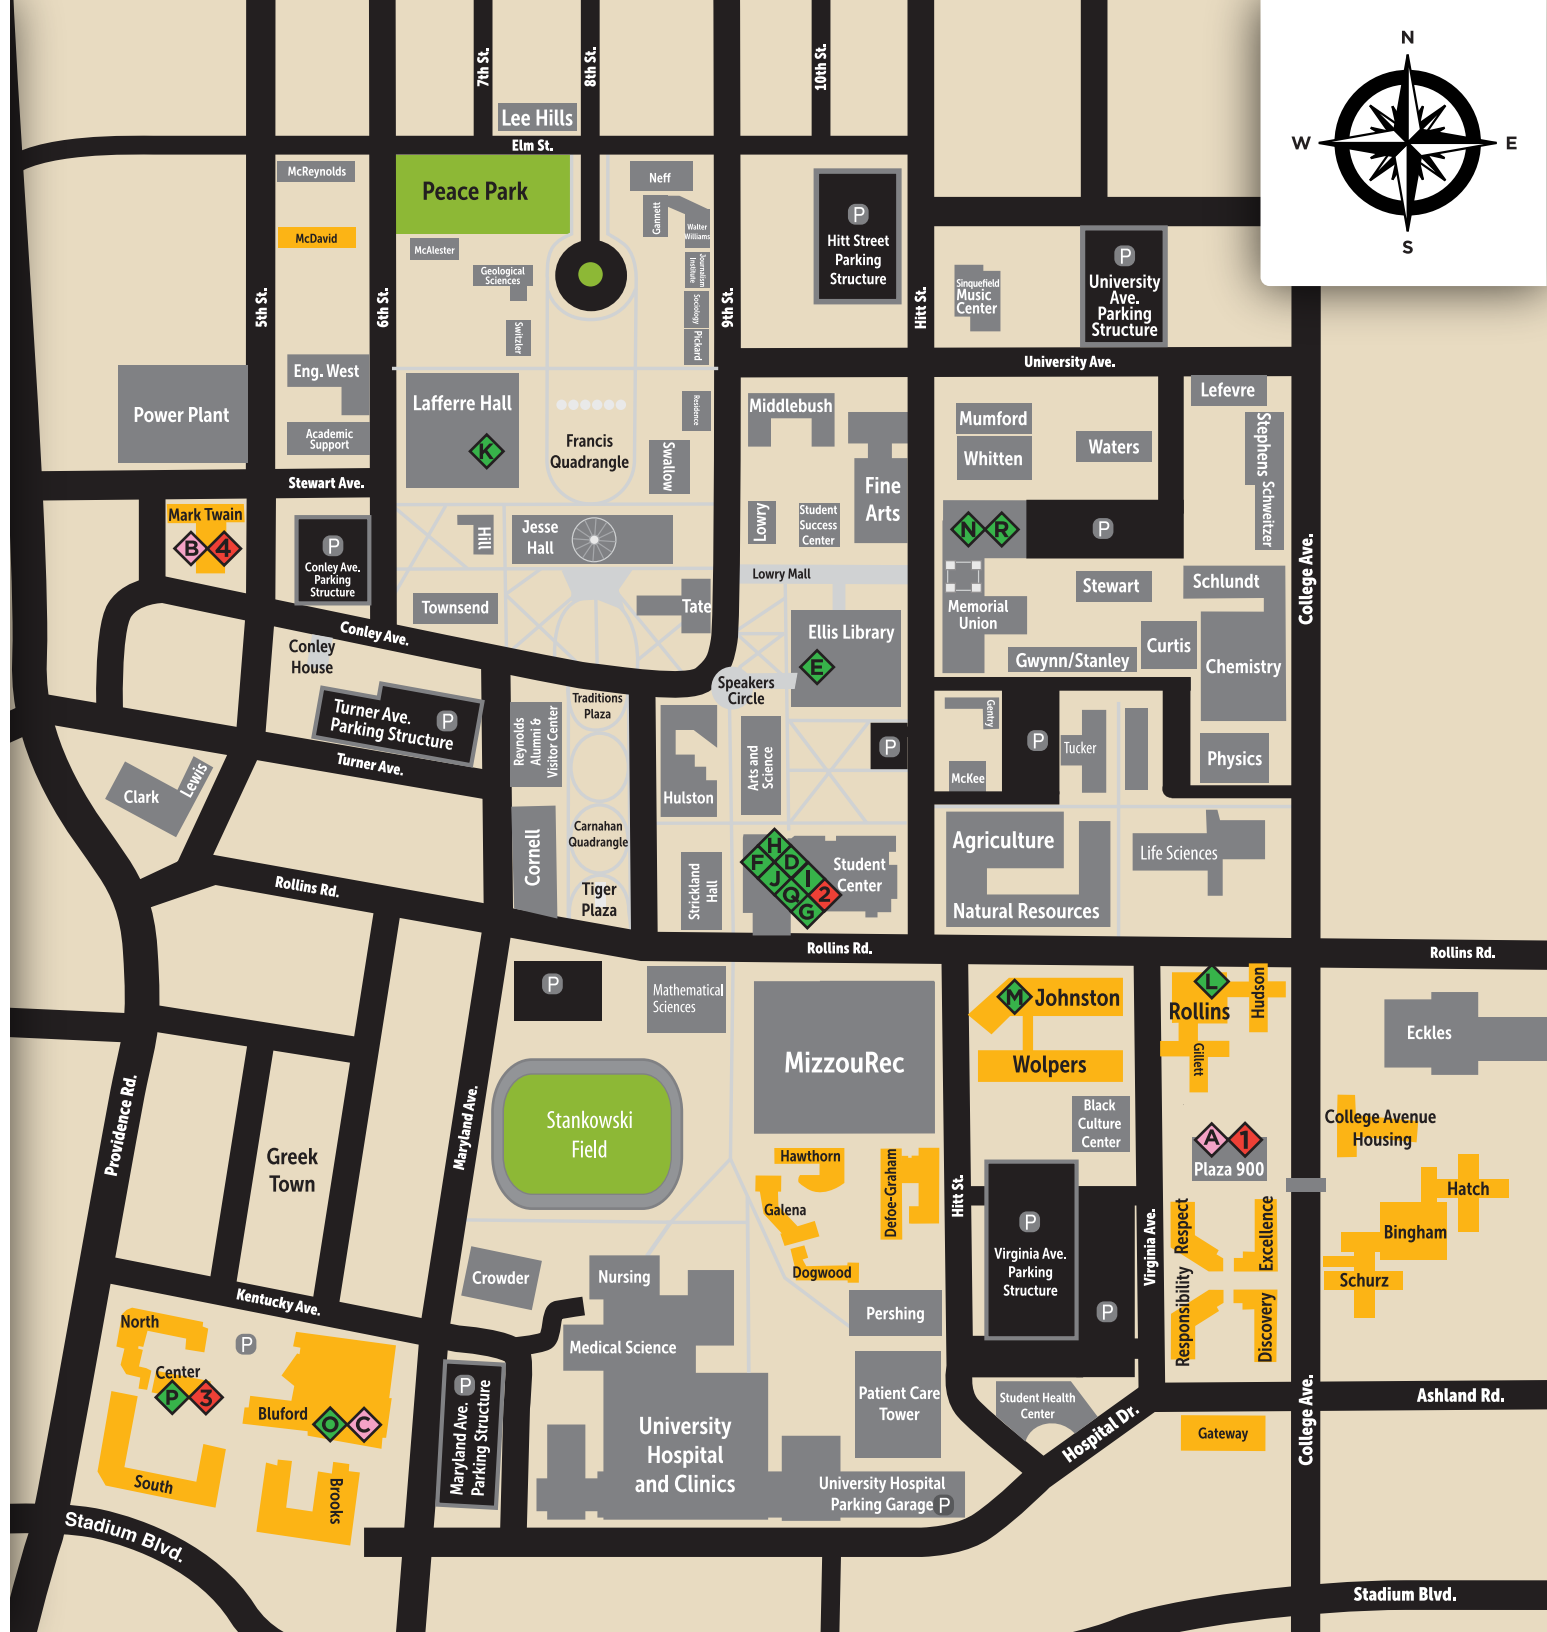 N
W
E
S
7th St.
8th St.
10th St.
Lee Hills
Elm St.
McReynolds
McDavid
Peace Park
McAlester
Geological
Sciences
Switzler
Neff
Gannett
Walter
Williams
Journalism
Institute
Sociology
Pickard
5th St.
6th St.
9th St.
Hitt St.
P
Hitt Street
Parking
Structure
Sinquefield
Music
Center
P
University
Ave.
Parking
Structure
University Ave.
Power Plant
Eng. West
Academic
Support
Lafferre Hall
K
Francis
Quadrangle
Residence
Swallow
Middlebush
Fine
Arts
Mumford
Whitten
Waters
Lefevre
Stephens
Schweitzer
Stewart Ave.
Mark Twain
B
4
P
Conley Ave.
Parking
Structure
Hill
Jesse
Hall
Lowry
Student
Success
Center
N
R
P
Lowry Mall
Townsend
Tate
Ellis Library
E
Memorial
Union
Stewart
Schlundt
Curtis
Gwynn/Stanley
Chemistry
College Ave.
Conley Ave.
Conley
House
Speakers
Circle
Traditions
Plaza
Turner Ave.
Parking Structure
P
Turner Ave.
Reynolds
Alumni &
Visitor Center
Hulston
Arts and
Science
P
Gentry
McKee
P
Tucker
Physics
Clark
Lewis
Cornell
Carnahan
Quadrangle
Tiger
Plaza
Strickland
Hall
H
F
D
J
I
Q
2
G
Student
Center
Agriculture
Natural Resources
Life Sciences
Rollins Rd.
Rollins Rd.
Rollins Rd.
P
Mathematical
Sciences
MizzouRec
M
Johnston
Wolpers
L
Rollins
Hudson
Gillett
Eckles
Providence Rd.
Maryland Ave.
Greek
Town
Stankowski
Field
Black
Culture
Center
A
1
Plaza 900
College Avenue
Housing
Hawthorn
Galena
Dogwood
Defoe-Graham
Hitt St.
P
Virginia Ave.
Parking
Structure
P
Virginia Ave.
Respect
Excellence
Responsibility
Discovery
Hatch
Bingham
Schurz
Kentucky Ave.
Crowder
Nursing
Medical Science
Pershing
North
P
Center
P
3
Bluford
O
C
South
Brooks
P
Maryland Ave.
Parking Structure
University
Hospital
and Clinics
Patient Care
Tower
University Hospital
Parking Garage
P
Student Health
Center
Hospital Dr.
Gateway
Ashland Rd.
College Ave.
Stadium Blvd.
Stadium Blvd.